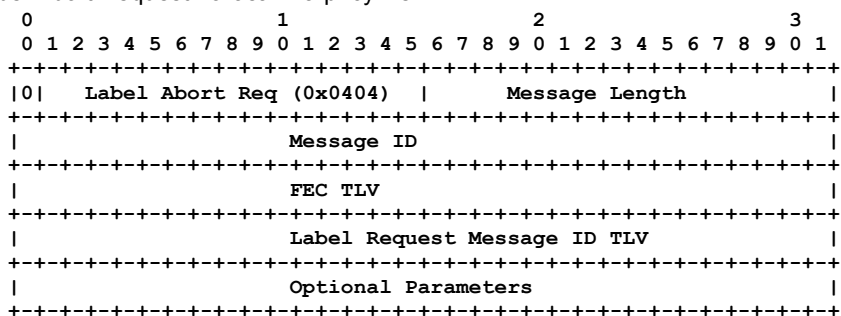 0                   1                   2                   3
 0 1 2 3 4 5 6 7 8 9 0 1 2 3 4 5 6 7 8 9 0 1 2 3 4 5 6 7 8 9 0 1
+-+-+-+-+-+-+-+-+-+-+-+-+-+-+-+-+-+-+-+-+-+-+-+-+-+-+-+-+-+-+-+-+
|0|   Label Abort Req (0x0404)  |      Message Length           |
+-+-+-+-+-+-+-+-+-+-+-+-+-+-+-+-+-+-+-+-+-+-+-+-+-+-+-+-+-+-+-+-+
|                     Message ID                                |
+-+-+-+-+-+-+-+-+-+-+-+-+-+-+-+-+-+-+-+-+-+-+-+-+-+-+-+-+-+-+-+-+
|                     FEC TLV                                   |
+-+-+-+-+-+-+-+-+-+-+-+-+-+-+-+-+-+-+-+-+-+-+-+-+-+-+-+-+-+-+-+-+
|                     Label Request Message ID TLV              |
+-+-+-+-+-+-+-+-+-+-+-+-+-+-+-+-+-+-+-+-+-+-+-+-+-+-+-+-+-+-+-+-+
|                     Optional Parameters                       |
+-+-+-+-+-+-+-+-+-+-+-+-+-+-+-+-+-+-+-+-+-+-+-+-+-+-+-+-+-+-+-+-+